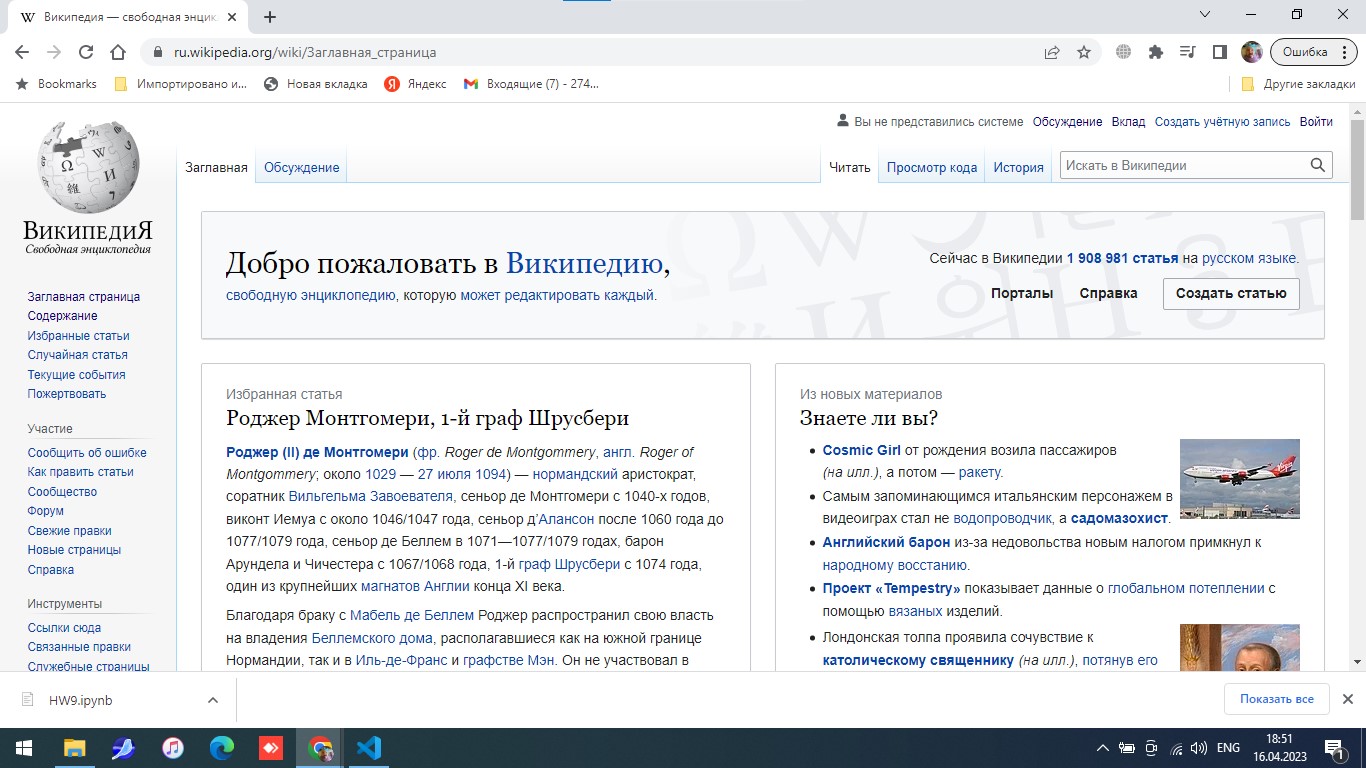 Википедия — свободная энцик
ru.wikipedia.org/wiki/Заглавная_страница
Ошибка
Bookmarks
Импортировано и...
Новая вкладка
Яндекс
Входящие (7) - 274...
Другие закладки
Вы не представились системе Обсуждение Вклад Создать учётную запись Войти
Заглавная Обсуждение
Читать Просмотр кода История
Искать в Википедии
ВикипедиЯ
Свободная энциклопедия
Заглавная страница
Содержание
Избранные статьи
Случайная статья
Текущие события
Пожертвовать
Участие
Сообщить об ошибке
Как править статьи
Сообщество
Форум
Свежие правки
Новые страницы
Справка
Инструменты
Ссылки сюда
Связанные правки
Служебные страницы
Добро пожаловать в Википедию,
свободную энциклопедию, которую может редактировать каждый.
Сейчас в Википедии 1 908 981 статья на русском языке.
Порталы Справка Создать статью
Избранная статья
Роджер Монтгомери, 1-й граф Шрусбери
Роджер (II) де Монтгомери (фр. Roger de Montgommery, англ. Roger of
Montgommery; около 1029 — 27 июля 1094) — нормандский аристократ,
соратник Вильгельма Завоевателя, сеньор де Монтгомери с 1040-х годов,
виконт Иемуа с около 1046/1047 года, сеньор д’Алансон после 1060 года до
1077/1079 года, сеньор де Беллем в 1071—1077/1079 годах, барон
Арундела и Чичестера с 1067/1068 года, 1-й граф Шрусбери с 1074 года,
один из крупнейших магнатов Англии конца XI века.
Благодаря браку с Мабель де Беллем Роджер распространил свою власть
на владения Беллемского дома, располагавшиеся как на южной границе
Нормандии, так и в Иль-де-Франс и графстве Мэн. Он не участвовал в
Из новых материалов
Знаете ли вы?
Cosmic Girl от рождения возила пассажиров
(на илл.), а потом — ракету.
Самым запоминающимся итальянским персонажем в
видеоиграх стал не водопроводчик, а садомазохист.
Английский барон из-за недовольства новым налогом примкнул к
народному восстанию.
Проект «Tempestry» показывает данные о глобальном потеплении с
помощью вязаных изделий.
Лондонская толпа проявила сочувствие к
католическому священнику (на илл.), потянув его
HW9.ipynb
Показать все
ENG
18:51
16.04.2023
1